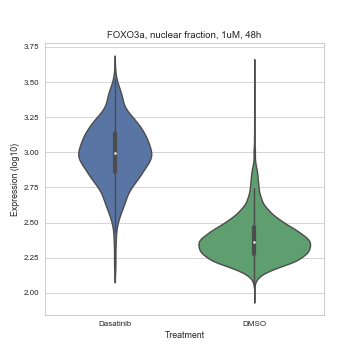 FOXO3a, nuclear fraction, 1uM, 48h
3.75
3.50
3.25
3.00
2.75
2.50
2.25
2.00
Expression (log10)
Dasatinib DMSO
Treatment